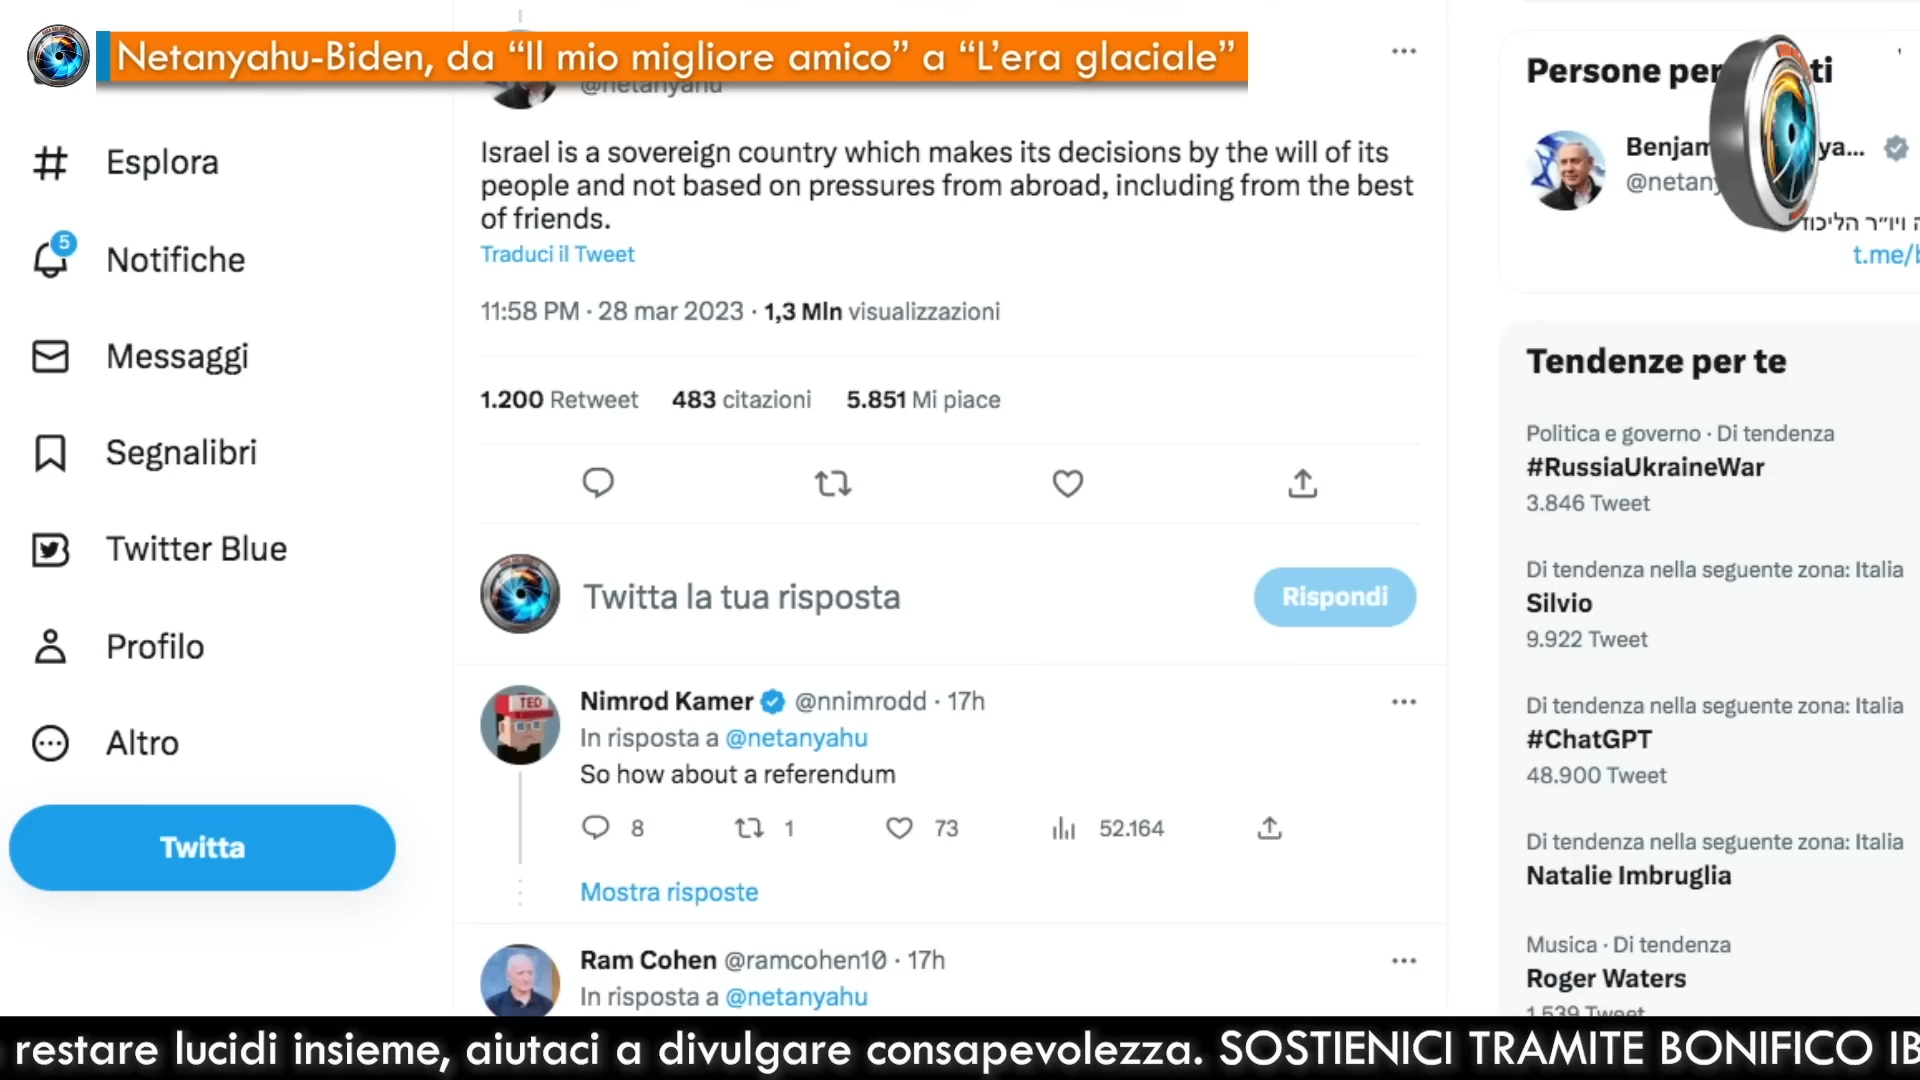 Netanyahu-Biden, da “Il mio migliore amico” a “L’era glaciale”
Esplora
5
Notifiche
Messaggi
Segnalibri
Twitter Blue
Profilo
Altro
Twitta
@netanyahu
Israel is a sovereign country which makes its decisions by the will of its
people and not based on pressures from abroad, including from the best
of friends.
Traduci il Tweet
11:58 PM · 28 mar 2023 · 1,3 Mln visualizzazioni
1.200 Retweet 483 citazioni 5.851 Mi piace
Twitta la tua risposta
Rispondi
TED
Nimrod Kamer @nnimrodd · 17h
In risposta a @netanyahu
So how about a referendum
8 1 73 52.164
Mostra risposte
Ram Cohen @ramcohen10 · 17h
In risposta a @netanyahu
Persone per
t.me/b
Tendenze per te
Politica e governo · Di tendenza
#RussiaUkraineWar
3.846 Tweet
Di tendenza nella seguente zona: Italia
Silvio
9.922 Tweet
Di tendenza nella seguente zona: Italia
#ChatGPT
48.900 Tweet
Di tendenza nella seguente zona: Italia
Natalie Imbruglia
Musica · Di tendenza
Roger Waters
1.539 Tweet
restare lucidi insieme, aiutaci a divulgare consapevolezza. SOSTIENICI TRAMITE BONIFICO IB